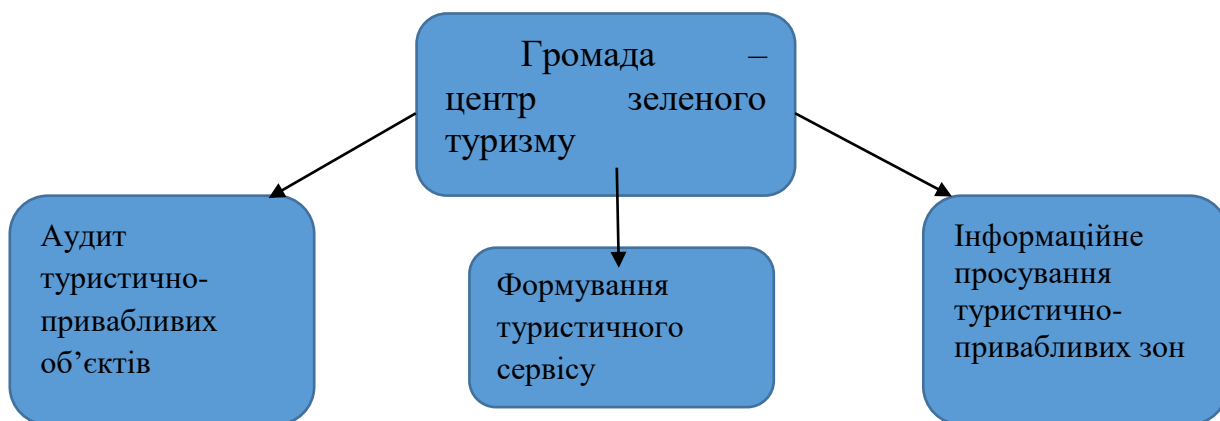 Громада –
центр зеленого
туризму
Аудит
туристично-
привабливих
об’єктів
Формування
туристичного
сервісу
Інформаційне
просування
туристично-
привабливих зон